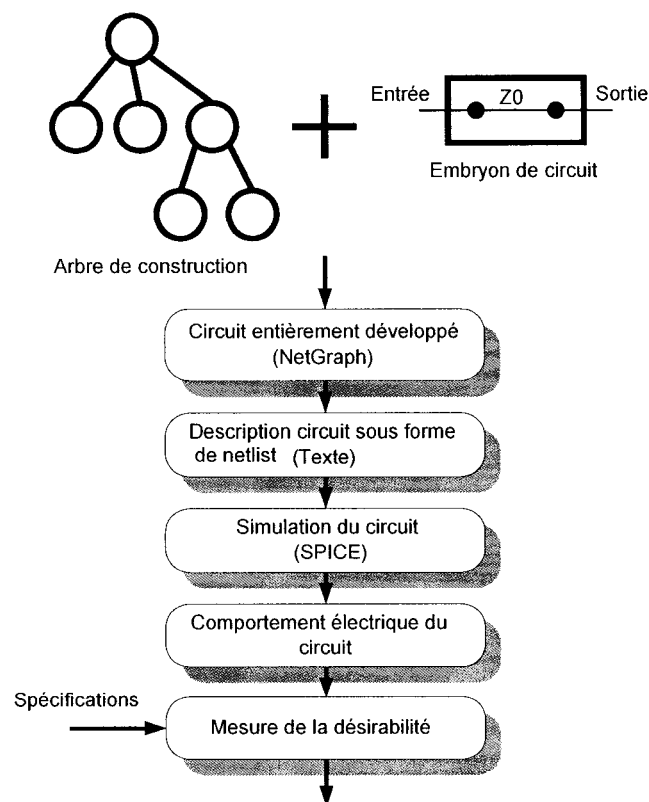 Entrée
Z0
Sortie
Embryon de circuit
Arbre de construction
Circuit entièrement développé
(NetGraph)
Description circuit sous forme
de netlist (Texte)
Simulation du circuit
(SPICE)
Comportement électrique du
circuit
Spécifications
Mesure de la désirabilité